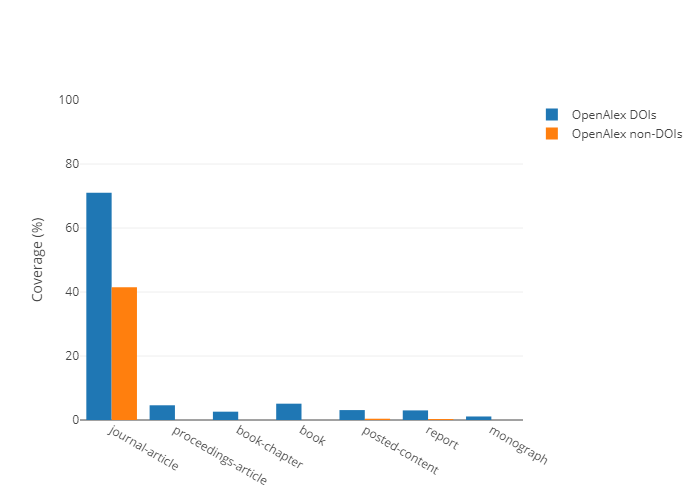 100
80
60
40
20
0
Coverage (%)
journal-article
proceedings-article
book-chapter
book
posted-content
report
monograph
OpenAlex DOIs
OpenAlex non-DOIs